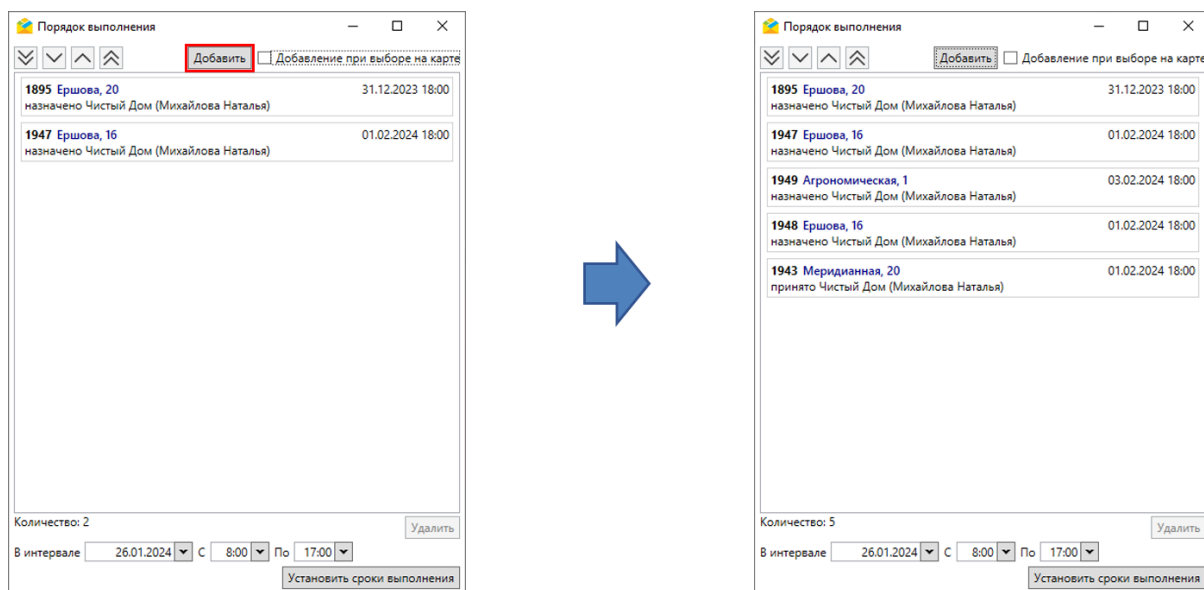 Порядок выполнения
Добавить
Добавление при выборе на карте
1895 Ершова, 20 31.12.2023 18:00
назначено Чистый Дом (Михайлова Наталья)
1947 Ершова, 16 01.02.2024 18:00
назначено Чистый Дом (Михайлова Наталья)
Количество: 2
Удалить
В интервале 26.01.2024 С 8:00 По 17:00
Установить сроки выполнения
Порядок выполнения
Добавить
Добавление при выборе на карте
1895 Ершова, 20 31.12.2023 18:00
назначено Чистый Дом (Михайлова Наталья)
1947 Ершова, 16 01.02.2024 18:00
назначено Чистый Дом (Михайлова Наталья)
1949 Агрономическая, 1 03.02.2024 18:00
назначено Чистый Дом (Михайлова Наталья)
1948 Ершова, 16 01.02.2024 18:00
назначено Чистый Дом (Михайлова Наталья)
1943 Меридианная, 20 01.02.2024 18:00
принято Чистый Дом (Михайлова Наталья)
Количество: 5
Удалить
В интервале 26.01.2024 С 8:00 По 17:00
Установить сроки выполнения